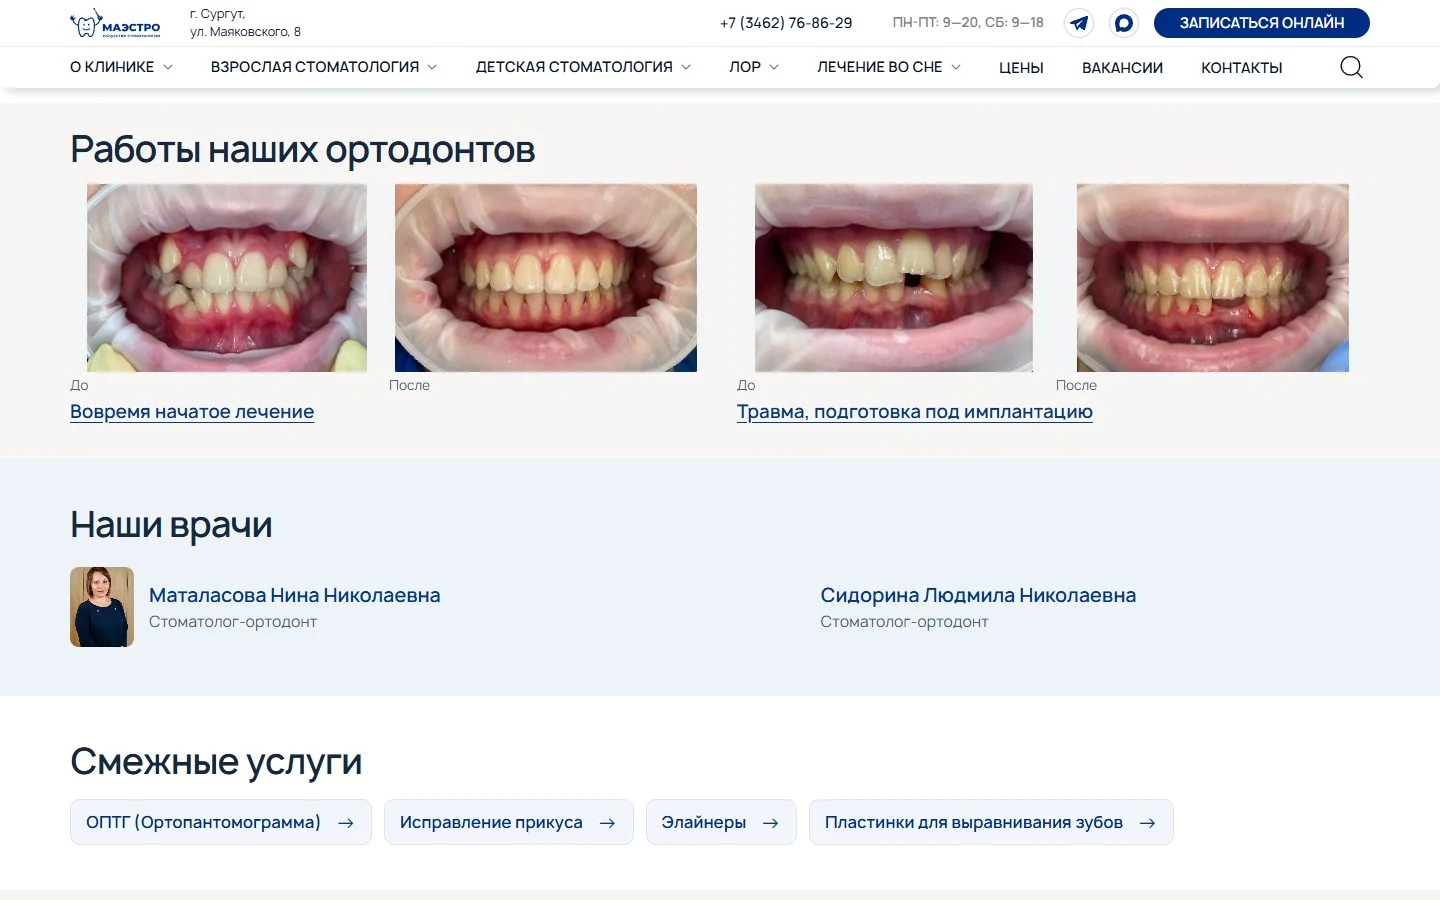 МАЭСТРО
г. Сургут,
ул. Маяковского, 8
+7 (3462) 76-86-29
ПН-ПТ: 9—20, СБ: 9—18
ЗАПИСАТЬСЯ ОНЛАЙН
О КЛИНИКЕ
ВЗРОСЛАЯ СТОМАТОЛОГИЯ
ДЕТСКАЯ СТОМАТОЛОГИЯ
ЛОР
ЛЕЧЕНИЕ ВО СНЕ
ЦЕНЫ
ВАКАНСИИ
КОНТАКТЫ
Работы наших ортодонтов
До
После
До
После
Вовремя начатое лечение
Травма, подготовка под имплантацию
Наши врачи
Маталасова Нина Николаевна
Стоматолог-ортодонт
Сидорина Людмила Николаевна
Стоматолог-ортодонт
Смежные услуги
ОПТГ (Ортопантомограмма)
Исправление прикуса
Элайнеры
Пластинки для выравнивания зубов